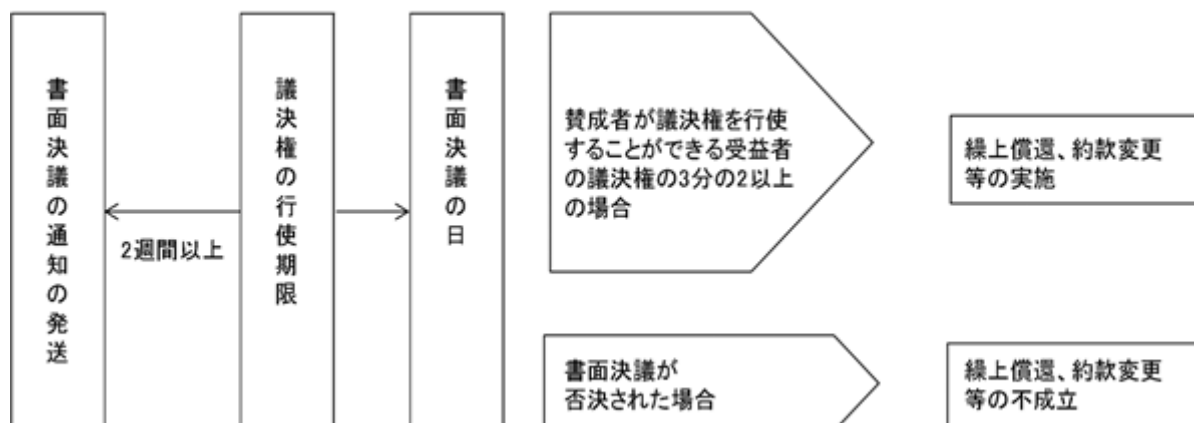 書面決議の通知の発送
2週間以上
議決権の行使期限
書面決議の日
賛成者が議決権を行使
することができる受益者
の議決権の3分の2以上
の場合
繰上償還、約款変更
等の実施
書面決議が
否決された場合
繰上償還、約款変更
等の不成立